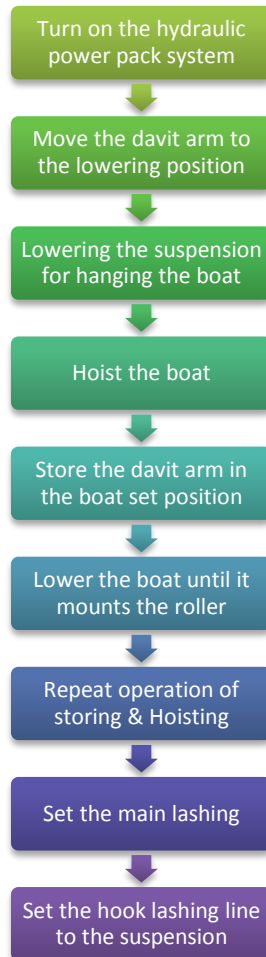 Turn on the hydraulic
power pack system
Move the davit arm to
the lowering position
Lowering the suspension
for hanging the boat
Hoist the boat
Store the davit arm in
the boat set position
Lower the boat until it
mounts the roller
Repeat operation of
storing & Hoisting
Set the main lashing
Set the hook lashing line
to the suspension